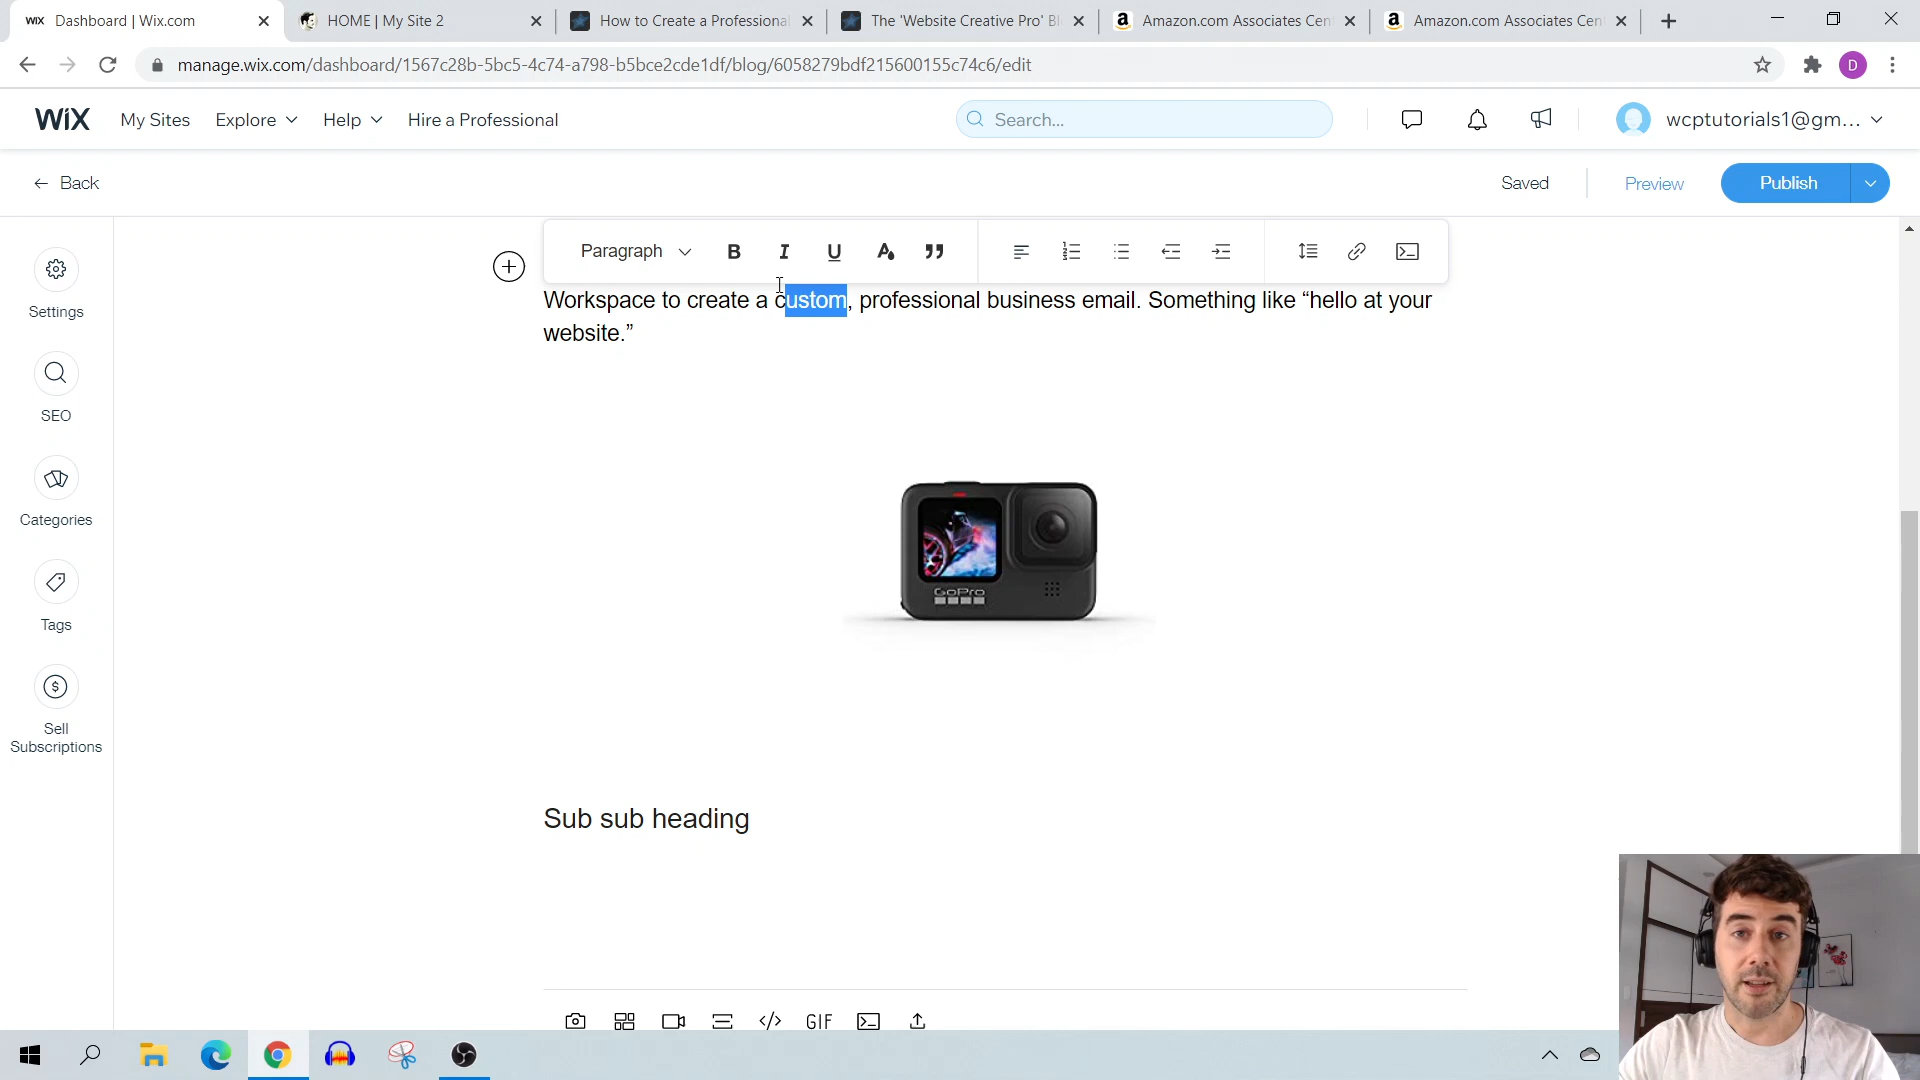 WiX Dashboard | Wix.com
HOME | My Site 2
How to Create a Professional
The 'Website Creative Pro' Bl
a Amazon.com Associates Cen
a Amazon.com Associates Cen
manage.wix.com/dashboard/1567c28b-5bc5-4c74-a798-b5bce2cde1df/blog/6058279bdf215600155c74c6/edit
D
WiX My Sites Explore Help Hire a Professional Search... wcptutorials1@gm...
Back Saved Preview Publish
Paragraph B I U A
Workspace to create a custom, professional business email. Something like “hello at your
website.”
Settings
SEO
Categories
Tags
Sell
Subscriptions
GoPro
Sub sub heading
GIF